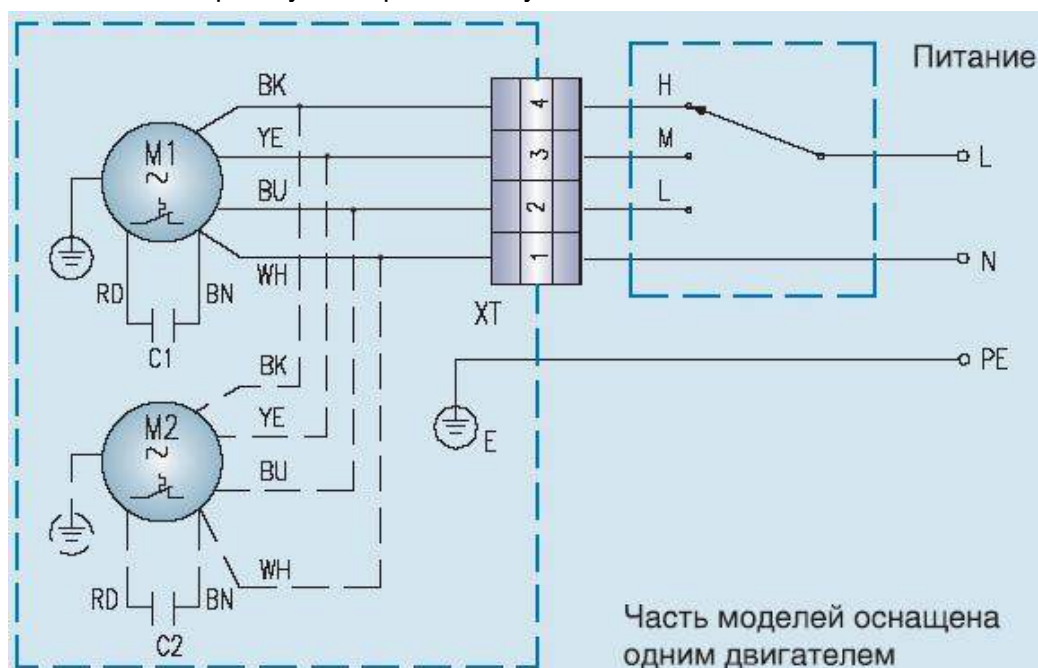 Питание
BK
H
4
YE
M
3
M1
L
L
BU
2
WH
1
N
RD
BN
XT
C1
BK
PE
YE
M2
E
BU
WH
RD
BN
C2
Часть моделей оснащена
одним двигателем